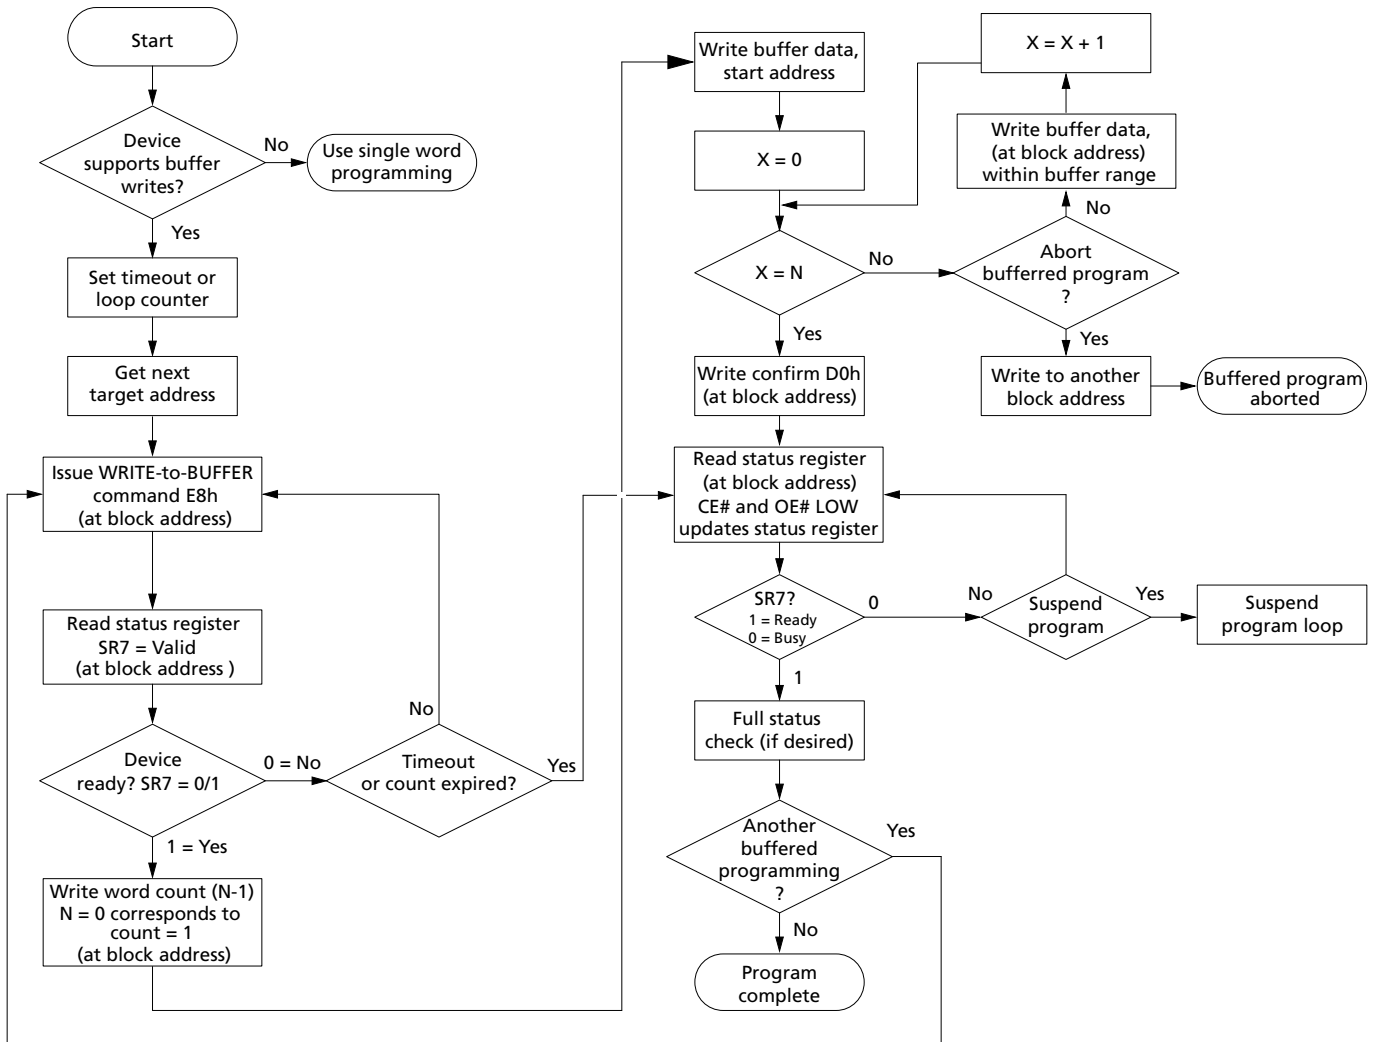 Start
Device
supports buffer
writes?
No
Use single word
programming
Yes
Set timeout or
loop counter
Get next
target address
Issue WRITE-to-BUFFER
command E8h
(at block address)
Read status register
SR7 = Valid
(at block address )
Device
ready? SR7 = 0/1
0 = No
Timeout
or count expired?
No
Yes
1 = Yes
Write word count (N-1)
N = 0 corresponds to
count = 1
(at block address)
Write buffer data,
start address
X = 0
X = N
No
Abort
bufferred program
?
No
Write buffer data,
(at block address)
within buffer range
X = X + 1
Yes
Write to another
block address
Buffered program
aborted
Yes
Write confirm D0h
(at block address)
Read status register
(at block address)
CE# and OE# LOW
updates status register
SR7?
1 = Ready
0 = Busy
0
No
Suspend
program
Yes
Suspend
program loop
1
Full status
check (if desired)
Another
buffered
programming
?
Yes
No
Program
complete